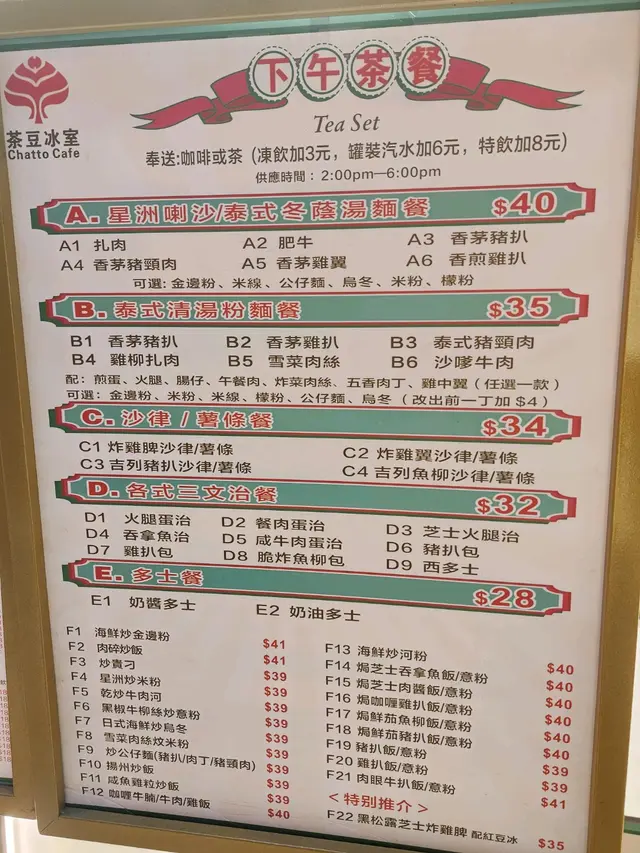 下午茶餐
茶豆冰室
Chatto Cafe
Tea Set
奉送:咖啡或茶 (凍飲加3元，罐裝汽水加6元，特飲加8元)
供應時間：2:00pm—6:00pm
A. 星洲喇沙/泰式冬蔭湯麵餐 $40
A1 扎肉 A2 肥牛 A3 香茅豬扒
A4 香茅豬頸肉 A5 香茅雞翼 A6 香煎雞扒
可選: 金邊粉、米線、公仔麵、烏冬、米粉、檬粉
B. 泰式清湯粉麵餐 $35
B1 香茅豬扒 B2 香茅雞扒 B3 泰式豬頸肉
B4 雞柳扎肉 B5 雪菜肉絲 B6 沙嗲牛肉
配：煎蛋、火腿、腸仔、午餐肉、炸菜肉絲、五香肉丁、雞中翼（任選一款）
可選：金邊粉、米粉、米線、檬粉、公仔麵、烏冬（改出前一丁加 $4）
C. 沙律 / 薯條餐 $34
C1 炸雞脾沙律/薯條 C2 炸雞翼沙律/薯條
C3 吉列豬扒沙律/薯條 C4 吉列魚柳沙律/薯條
D. 各式三文治餐 $32
D1 火腿蛋治 D2 餐肉蛋治 D3 芝士火腿治
D4 吞拿魚治 D5 咸牛肉蛋治 D6 豬扒包
D7 雞扒包 D8 脆炸魚柳包 D9 西多士
E. 多士餐 $28
E1 奶醬多士 E2 奶油多士
F1 海鮮炒金邊粉 $41
F2 肉碎炒飯 $41
F3 炒貴刁 $39
F4 星洲炒米粉 $39
F5 乾炒牛肉河 $39
F6 黑椒牛柳絲炒意粉 $39
F7 日式海鮮炒烏冬 $39
F8 雪菜肉絲炆米粉 $39
F9 炒公仔麵(豬扒/肉丁/豬頸肉) $39
F10 揚州炒飯 $39
F11 咸魚雞粒炒飯 $39
F12 咖喱牛腩/牛肉/雞飯 $40
F13 海鮮炒河粉 $40
F14 焗芝士吞拿魚飯/意粉 $40
F15 焗芝士肉醬飯/意粉 $40
F16 焗咖喱雞扒飯/意粉 $40
F17 焗鮮茄魚柳飯/意粉 $40
F18 焗鮮茄豬扒飯/意粉 $40
F19 豬扒飯/意粉 $39
F20 雞扒飯/意粉 $39
F21 肉眼牛扒飯/意粉 $41
＜特別推介＞
F22 黑松露芝士炸雞脾 配紅豆冰 $35